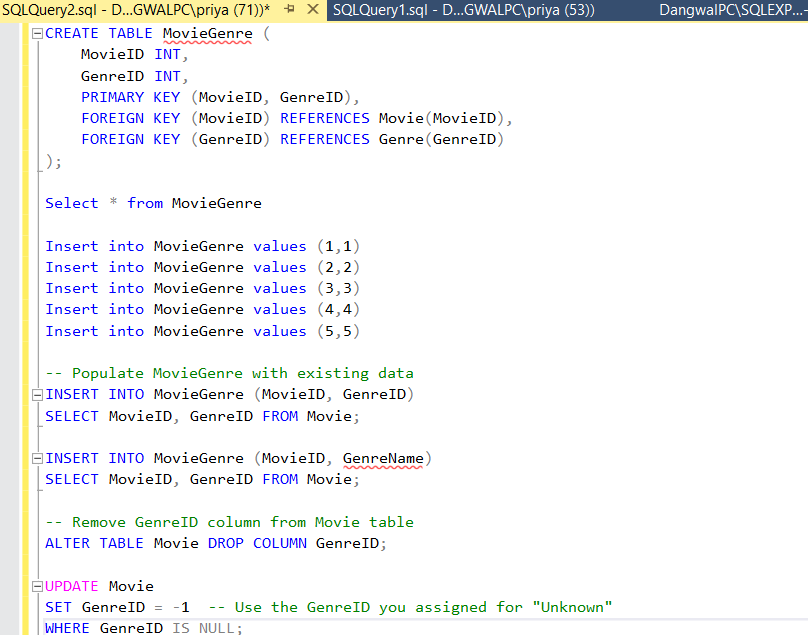 SQLQuery2.sql - D...GWALPC\priya (71))* SQLQuery1.sql - D...GWALPC\priya (53)) DangwalPC\SQLEXP...-
CREATE TABLE MovieGenre (
    MovieID INT,
    GenreID INT,
    PRIMARY KEY (MovieID, GenreID),
    FOREIGN KEY (MovieID) REFERENCES Movie(MovieID),
    FOREIGN KEY (GenreID) REFERENCES Genre(GenreID)
);
Select * from MovieGenre
Insert into MovieGenre values (1,1)
Insert into MovieGenre values (2,2)
Insert into MovieGenre values (3,3)
Insert into MovieGenre values (4,4)
Insert into MovieGenre values (5,5)
-- Populate MovieGenre with existing data
INSERT INTO MovieGenre (MovieID, GenreID)
SELECT MovieID, GenreID FROM Movie;
INSERT INTO MovieGenre (MovieID, GenreName)
SELECT MovieID, GenreID FROM Movie;
-- Remove GenreID column from Movie table
ALTER TABLE Movie DROP COLUMN GenreID;
UPDATE Movie
SET GenreID = -1  -- Use the GenreID you assigned for "Unknown"
WHERE GenreID IS NULL;